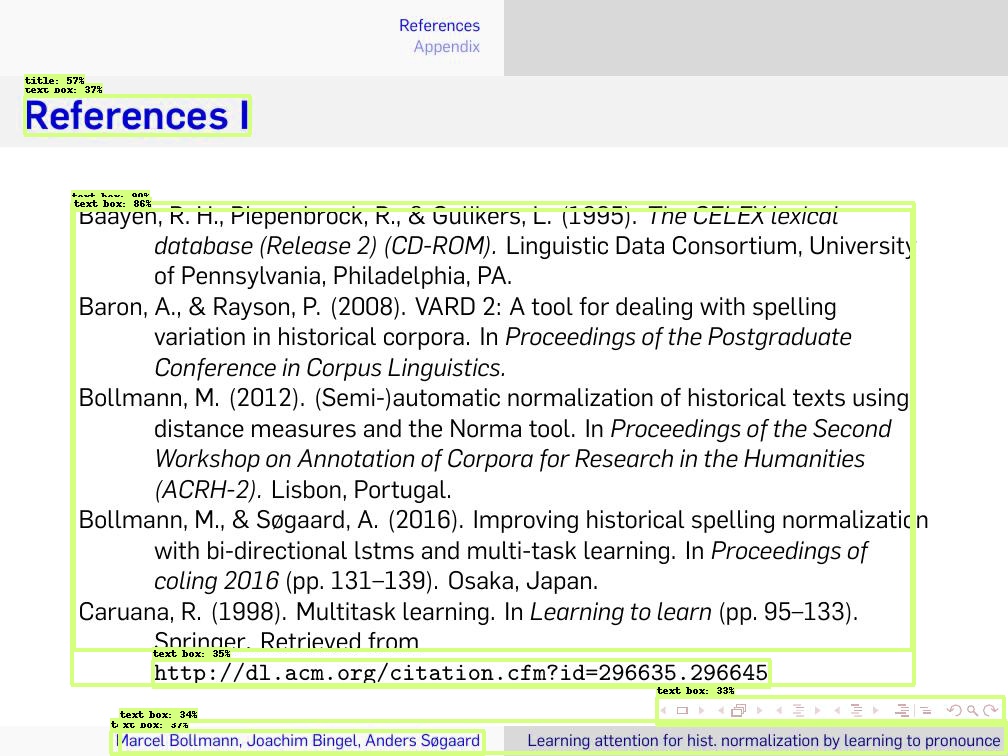 References
Appendix
title: 57%
text box: 37%
References I
text box: 86%
Baayen, R. H., Piepenbrock, R., & Gulikers, L. (1995). The CELEX lexical
database (Release 2) (CD-ROM). Linguistic Data Consortium, University
of Pennsylvania, Philadelphia, PA.
Baron, A., & Rayson, P. (2008). VARD 2: A tool for dealing with spelling
variation in historical corpora. In Proceedings of the Postgraduate
Conference in Corpus Linguistics.
Bollmann, M. (2012). (Semi-)automatic normalization of historical texts using
distance measures and the Norma tool. In Proceedings of the Second
Workshop on Annotation of Corpora for Research in the Humanities
(ACRH-2). Lisbon, Portugal.
Bollmann, M., & Søgaard, A. (2016). Improving historical spelling normalization
with bi-directional lstms and multi-task learning. In Proceedings of
coling 2016 (pp. 131–139). Osaka, Japan.
Caruana, R. (1998). Multitask learning. In Learning to learn (pp. 95–133).
Springer. Retrieved from
text box: 35%
http://dl.acm.org/citation.cfm?id=296635.296645
text box: 33%
text box: 34%
text box: 37%
Marcel Bollmann, Joachim Bingel, Anders Søgaard
Learning attention for hist. normalization by learning to pronounce